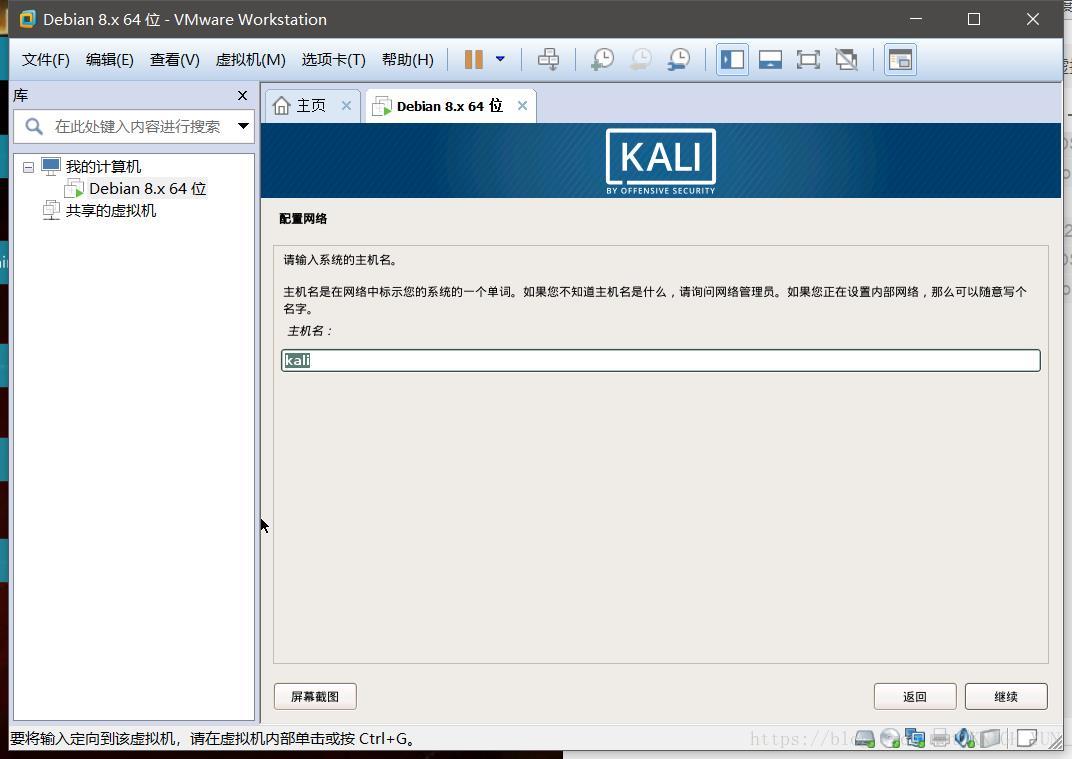 Debian 8.x 64 位 - VMware Workstation
文件(F) 编辑(E) 查看(V) 虚拟机(M) 选项卡(T) 帮助(H)
库
在此处键入内容进行搜索
我的计算机
Debian 8.x 64 位
共享的虚拟机
主页 Debian 8.x 64 位
KALI
BY OFFENSIVE SECURITY
配置网络
请输入系统的主机名。
主机名是在网络中标示您的系统的一个单词。如果您不知道主机名是什么，请询问网络管理员。如果您正在设置内部网络，那么可以随意写个
名字。
主机名：
kali
屏幕截图 返回 继续
要将输入定向到该虚拟机，请在虚拟机内部单击或按 Ctrl+G。